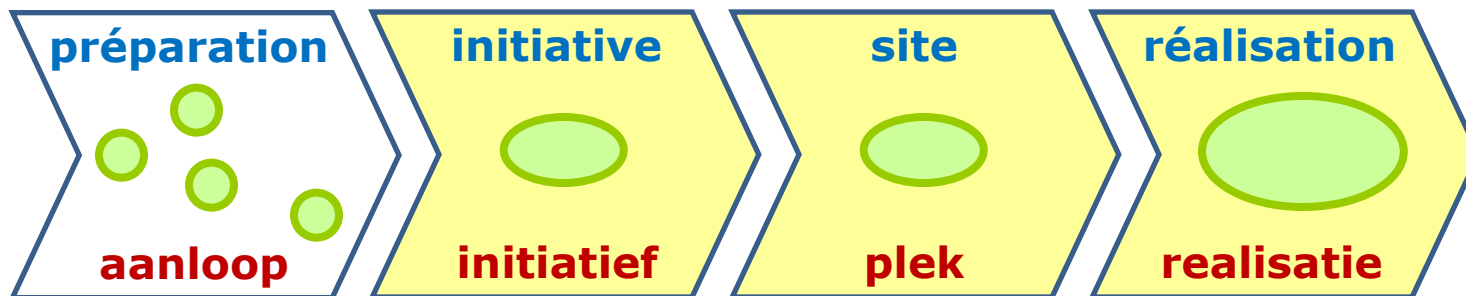 préparation
initiative
site
réalisation
aanloop
initiatief
plek
realisatie